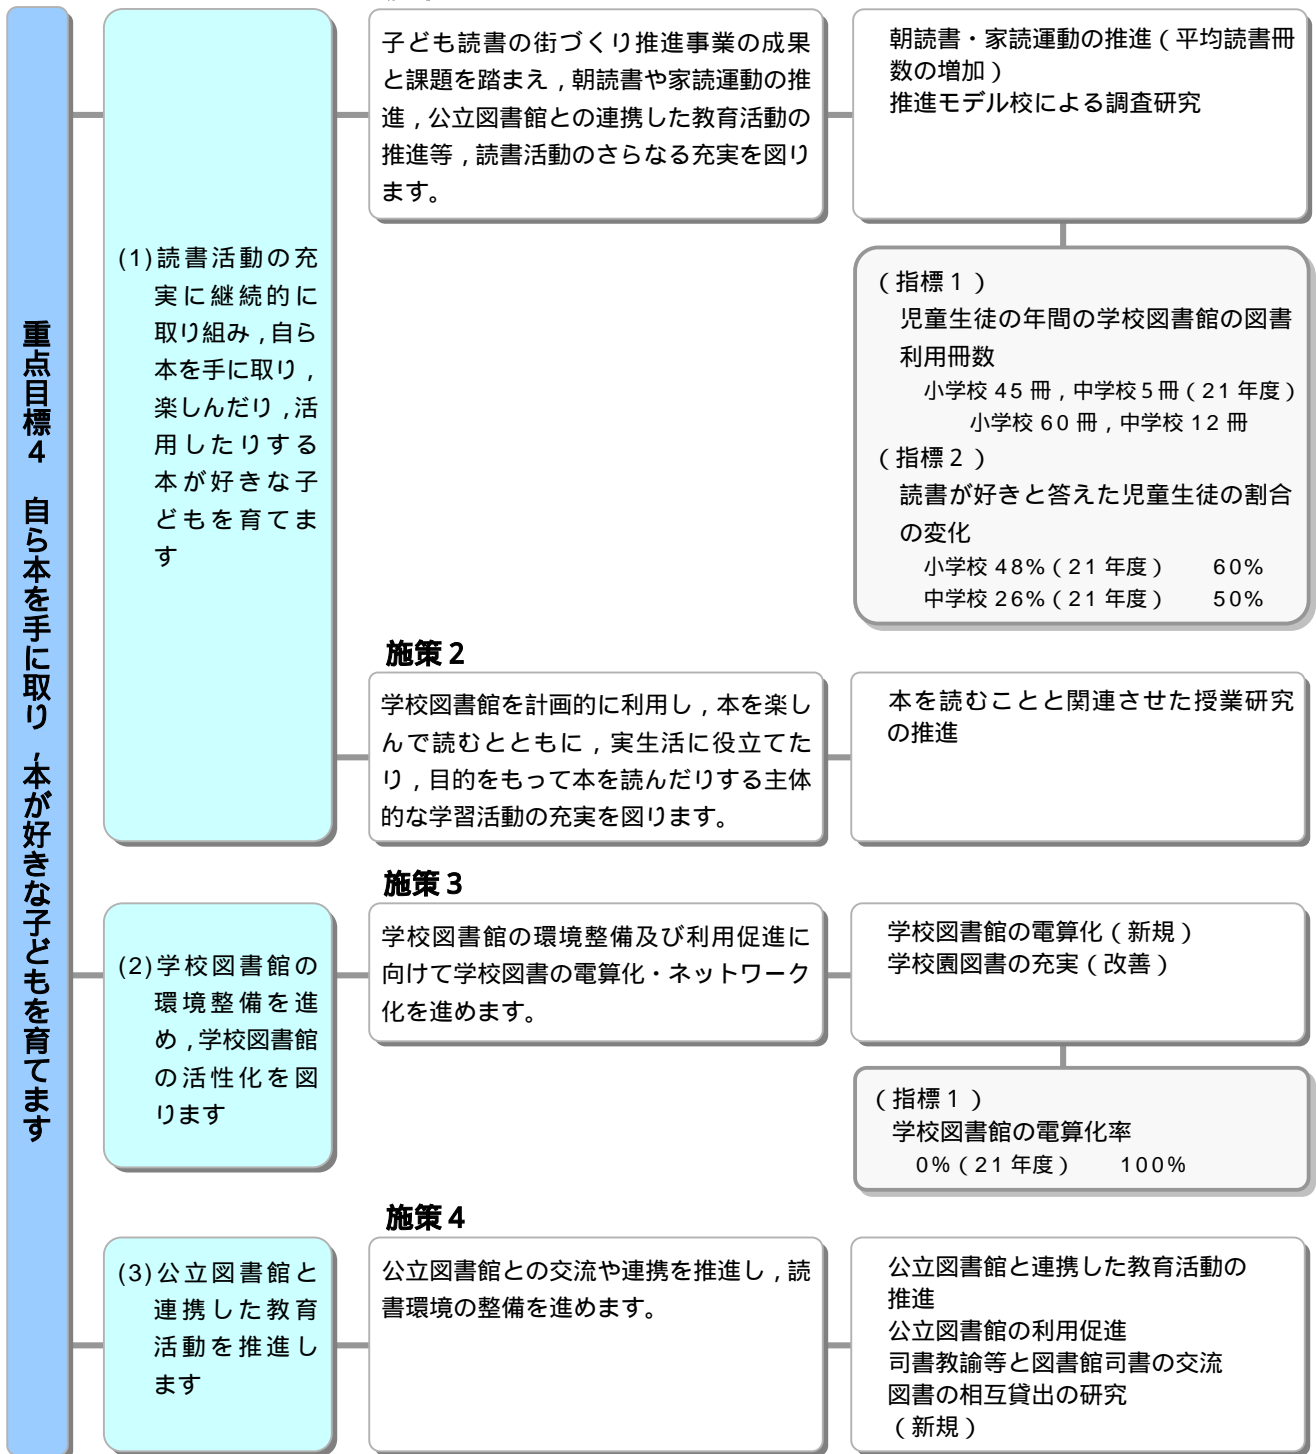 重点目標４　自ら本を手に取り，本が好きな子どもを育てます
(1)読書活動の充
実に継続的に
取り組み，自ら
本を手に取り，
楽しんだり，活
用したりする
本が好きな子
どもを育てま
す
子ども読書の街づくり推進事業の成果
と課題を踏まえ，朝読書や家読運動の推
進，公立図書館との連携した教育活動の
推進等，読書活動のさらなる充実を図り
ます。
朝読書・家読運動の推進（平均読書冊
数の増加）
推進モデル校による調査研究
（指標１）
児童生徒の年間の学校図書館の図書
利用冊数
小学校 45 冊，中学校５冊（21 年度）
小学校 60 冊，中学校 12 冊
（指標２）
読書が好きと答えた児童生徒の割合
の変化
小学校 48%（21 年度）　60%
中学校 26%（21 年度）　50%
施策２
学校図書館を計画的に利用し，本を楽し
んで読むとともに，実生活に役立てた
り，目的をもって本を読んだりする主体
的な学習活動の充実を図ります。
本を読むことと関連させた授業研究
の推進
(2)学校図書館の
環境整備を進
め，学校図書館
の活性化を図
ります
施策３
学校図書館の環境整備及び利用促進に
向けて学校図書の電算化・ネットワーク
化を進めます。
学校図書館の電算化（新規）
学校園図書の充実（改善）
（指標１）
学校図書館の電算化率
0%（21 年度）　100%
(3)公立図書館と
連携した教育
活動を推進し
ます
施策４
公立図書館との交流や連携を推進し，読
書環境の整備を進めます。
公立図書館と連携した教育活動の
推進
公立図書館の利用促進
司書教諭等と図書館司書の交流
図書の相互貸出の研究
（新規）